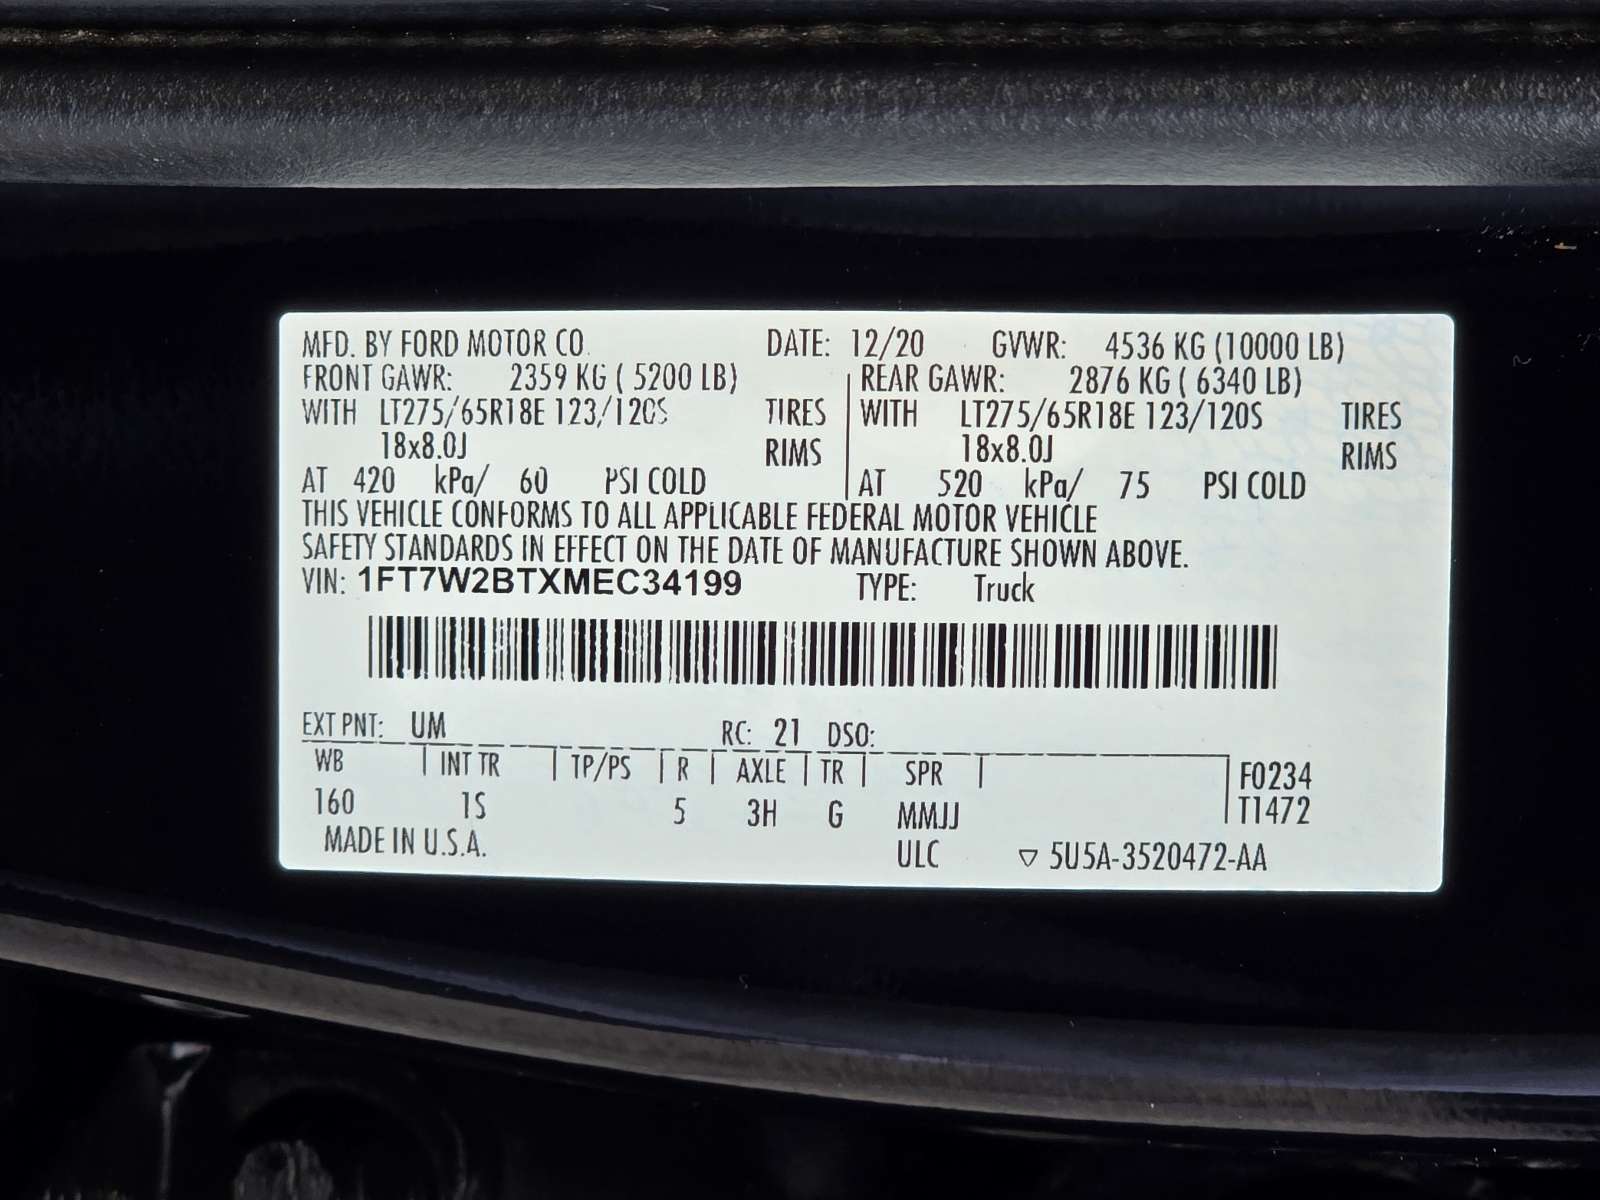 MFD. BY FORD MOTOR CO. DATE: 12/20 GVWR: 4536 KG (10000 LB)
FRONT GAWR: 2359 KG ( 5200 LB) REAR GAWR: 2876 KG ( 6340 LB)
WITH LT275/65R18E 123/120S TIRES WITH LT275/65R18E 123/120S TIRES
18x8.0J RIMS 18x8.0J RIMS
AT 420 kPa/ 60 PSI COLD AT 520 kPa/ 75 PSI COLD
THIS VEHICLE CONFORMS TO ALL APPLICABLE FEDERAL MOTOR VEHICLE
SAFETY STANDARDS IN EFFECT ON THE DATE OF MANUFACTURE SHOWN ABOVE.
VIN: 1FT7W2BTXMEC34199 TYPE: Truck
EXT PNT: UM RC: 21 DSO:
WB INT TR TP/PS R AXLE TR SPR F0234
160 1S 5 3H G MMJJ T1472
MADE IN U.S.A. ULC ▽ 5U5A-3520472-AA